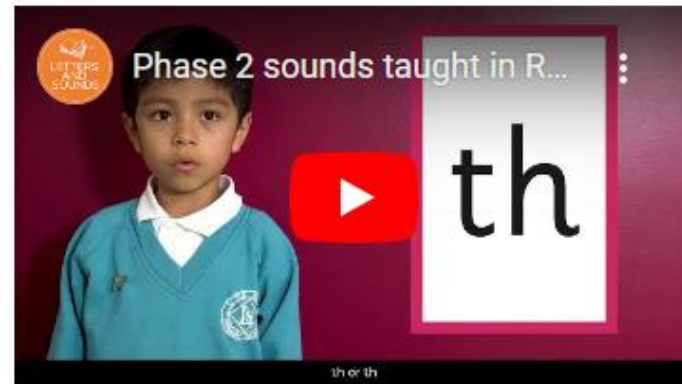 LETTERS
AND
SOUNDS
Phase 2 sounds taught in R...
th
th or th